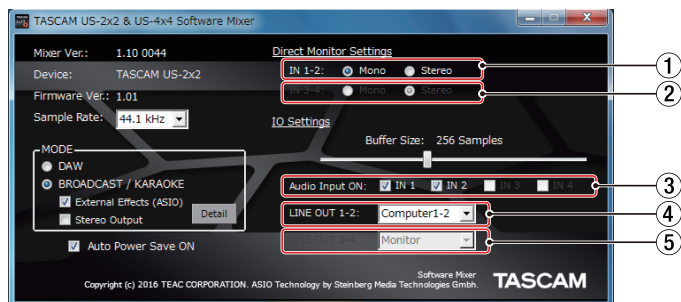 TASCAM US-2x2 & US-4x4 Software Mixer
Mixer Ver.: 1.10 0044
Device: TASCAM US-2x2
Firmware Ver.: 1.01
Sample Rate: 44.1 kHz
MODE
DAW
BROADCAST / KARAOKE
External Effects (ASIO)
Stereo Output
Detail
Auto Power Save ON
Direct Monitor Settings
IN 1-2: Mono Stereo
1
IN 3-4: Mono Stereo
2
IO Settings
Buffer Size: 256 Samples
Audio Input ON: IN 1 IN 2 IN 3 IN 4
3
LINE OUT 1-2: Computer1-2
4
LINE OUT 3-4: Monitor
5
Software Mixer
Copyright (c) 2016 TEAC CORPORATION. ASIO Technology by Steinberg Media Technologies Gmbh.
TASCAM